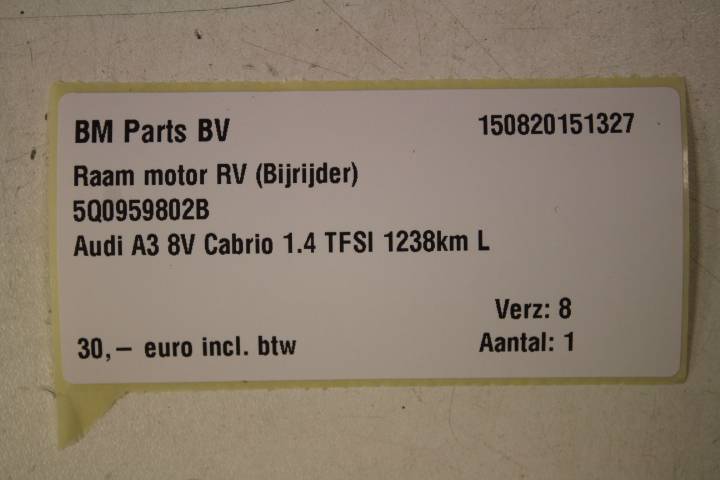 BM Parts BV 150820151327
Raam motor RV (Bijrijder)
5Q0959802B
Audi A3 8V Cabrio 1.4 TFSI 1238km L
Verz: 8
30,– euro incl. btw Aantal: 1